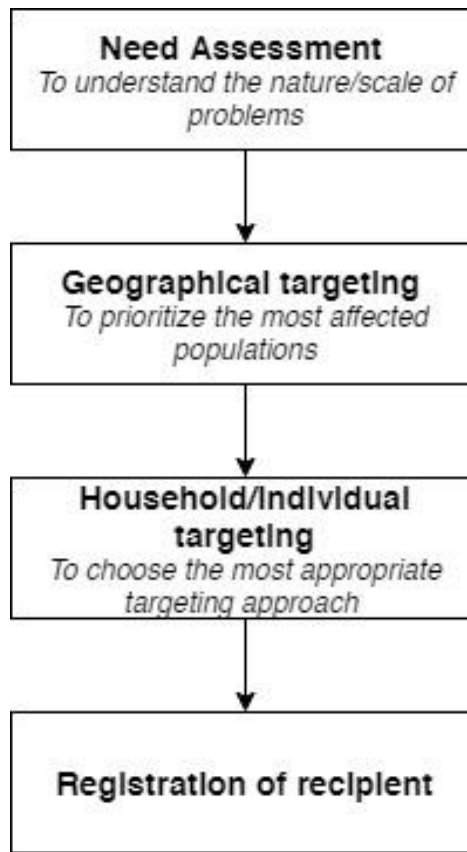 Need Assessment
To understand the nature/scale of
problems
Geographical targeting
To prioritize the most affected
populations
Household/Individual
targeting
To choose the most appropriate
targeting approach
Registration of recipient